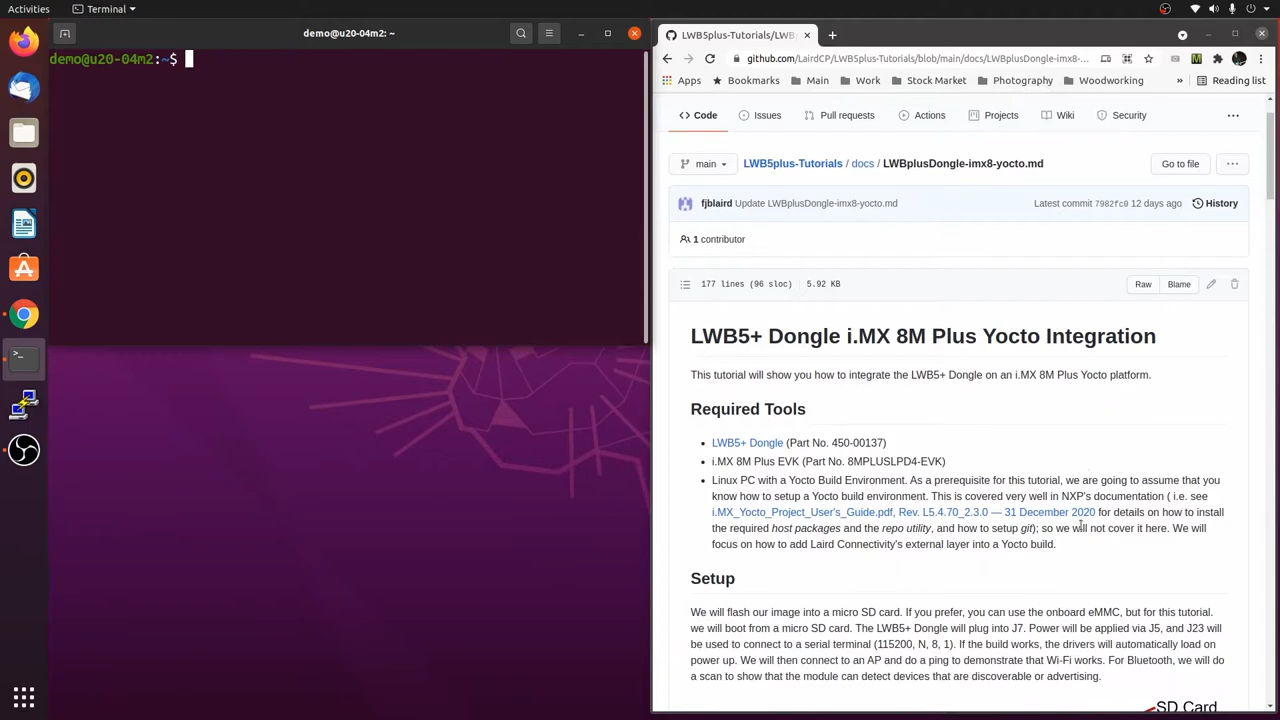 Activities
Terminal
demo@u20-04m2: ~
demo@u20-04m2:~$
LWB5plus-Tutorials/LWB
github.com/LairdCP/LWB5plus-Tutorials/blob/main/docs/LWBplusDongle-imx8-...
Apps Bookmarks Main Work Stock Market Photography Woodworking » Reading list
Code Issues Pull requests Actions Projects Wiki Security ...
main LWB5plus-Tutorials / docs / LWBplusDongle-imx8-yocto.md Go to file ...
fjblaird Update LWBplusDongle-imx8-yocto.md Latest commit 7982fc0 12 days ago History
1 contributor
177 lines (96 sloc) | 5.92 KB Raw Blame
LWB5+ Dongle i.MX 8M Plus Yocto Integration
This tutorial will show you how to integrate the LWB5+ Dongle on an i.MX 8M Plus Yocto platform.
Required Tools
• LWB5+ Dongle (Part No. 450-00137)
• i.MX 8M Plus EVK (Part No. 8MPLUSLPD4-EVK)
• Linux PC with a Yocto Build Environment. As a prerequisite for this tutorial, we are going to assume that you
know how to setup a Yocto build environment. This is covered very well in NXP's documentation ( i.e. see
i.MX_Yocto_Project_User's_Guide.pdf, Rev. L5.4.70_2.3.0 — 31 December 2020 for details on how to install
the required host packages and the repo utility, and how to setup git); so we will not cover it here. We will
focus on how to add Laird Connectivity's external layer into a Yocto build.
Setup
We will flash our image into a micro SD card. If you prefer, you can use the onboard eMMC, but for this tutorial.
we will boot from a micro SD card. The LWB5+ Dongle will plug into J7. Power will be applied via J5, and J23 will
be used to connect to a serial terminal (115200, N, 8, 1). If the build works, the drivers will automatically load on
power up. We will then connect to an AP and do a ping to demonstrate that Wi-Fi works. For Bluetooth, we will do
a scan to show that the module can detect devices that are discoverable or advertising.
SD Card